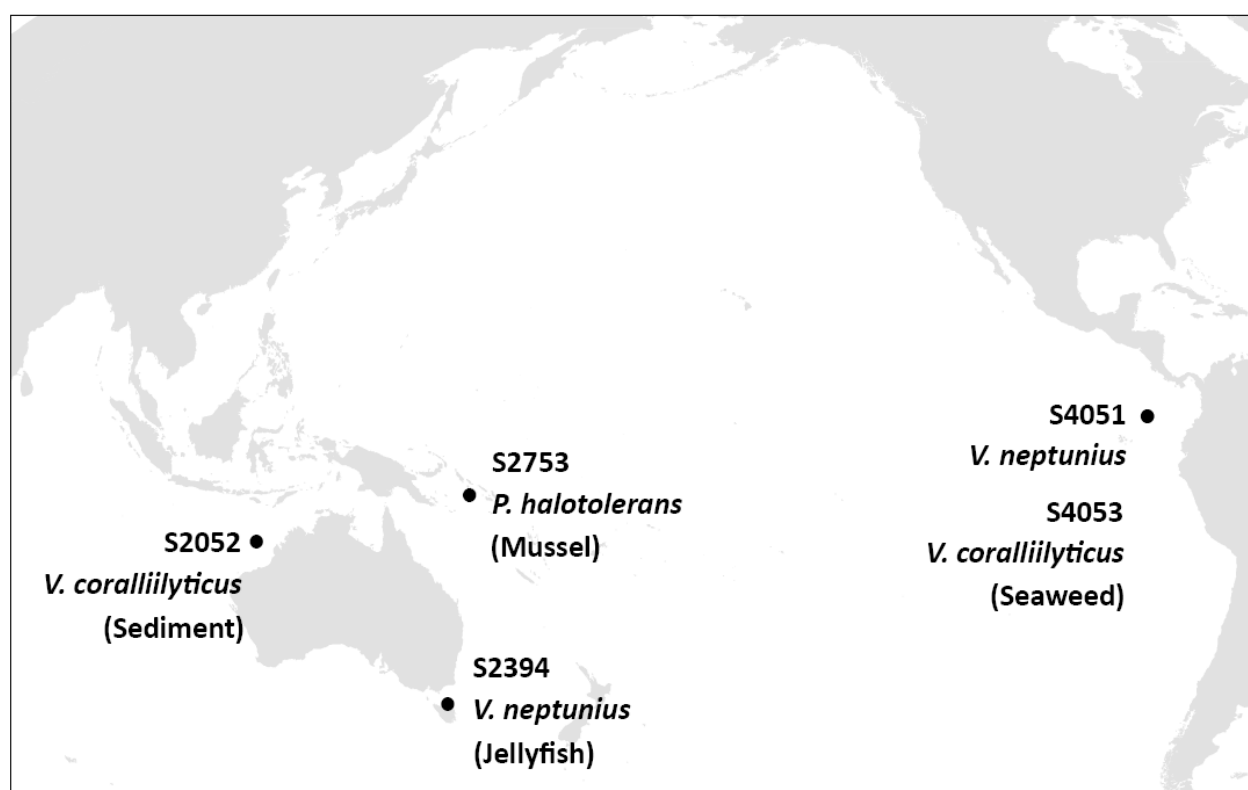 S4051
V. neptunius
S4053
V. coralliilyticus
(Seaweed)
S2753
P. halotolerans
(Mussel)
S2052
V. coralliilyticus
(Sediment)
S2394
V. neptunius
(Jellyfish)